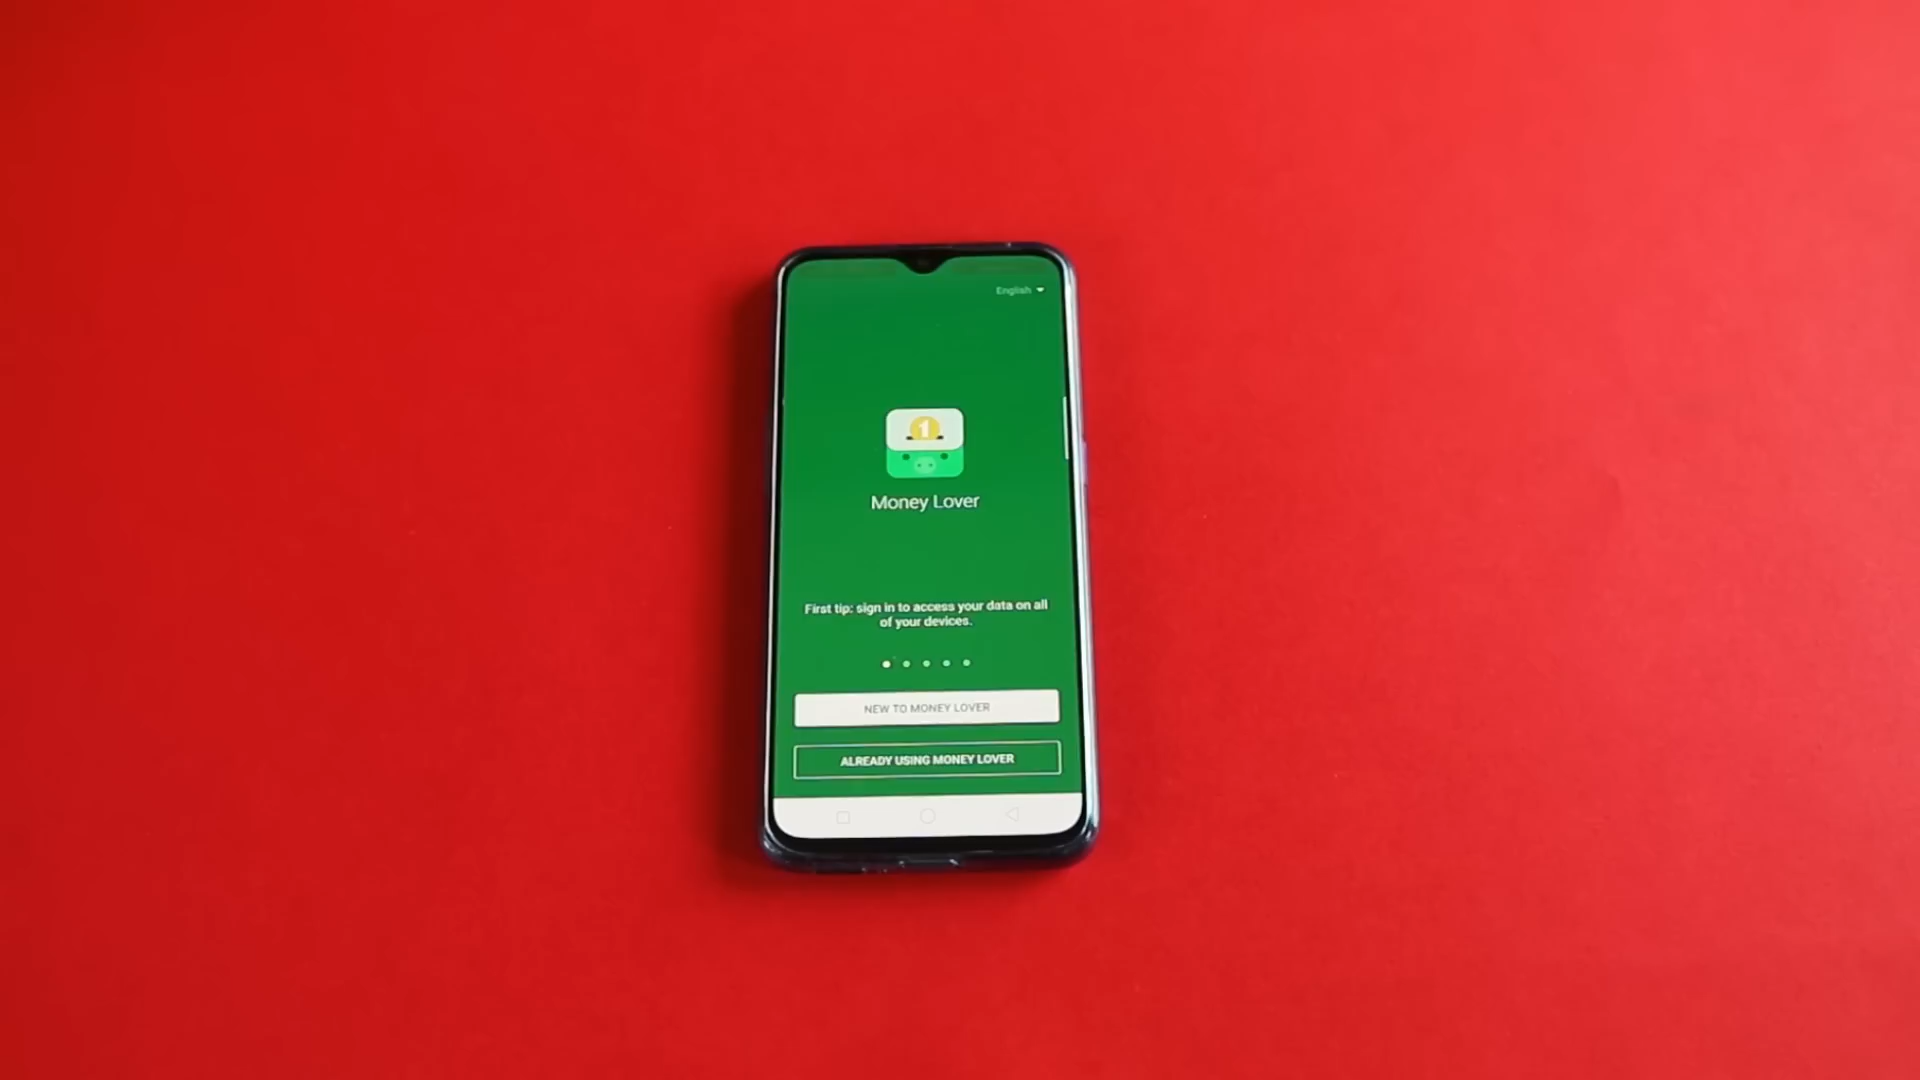 English
1
Money Lover
First tip: sign in to access your data on all
of your devices.
NEW TO MONEY LOVER
ALREADY USING MONEY LOVER